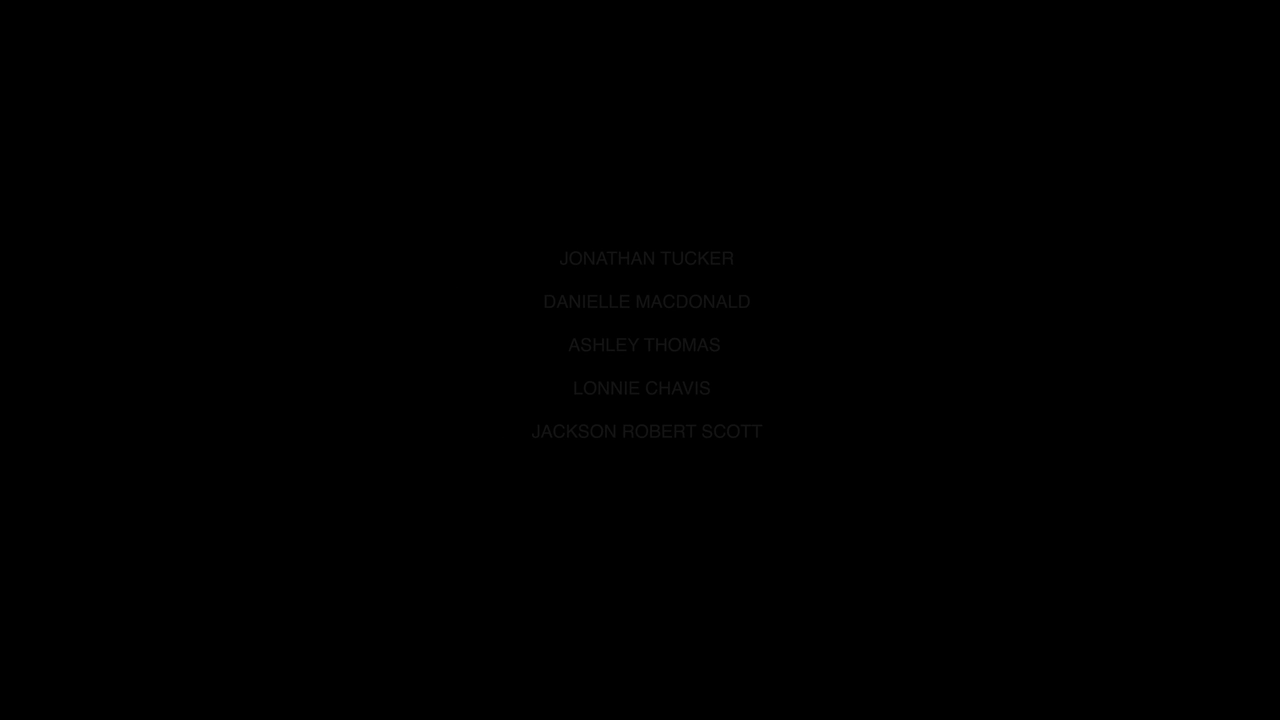 JONATHAN TUCKER
DANIELLE MACDONALD
ASHLEY THOMAS
LONNIE CHAVIS
JACKSON ROBERT SCOTT